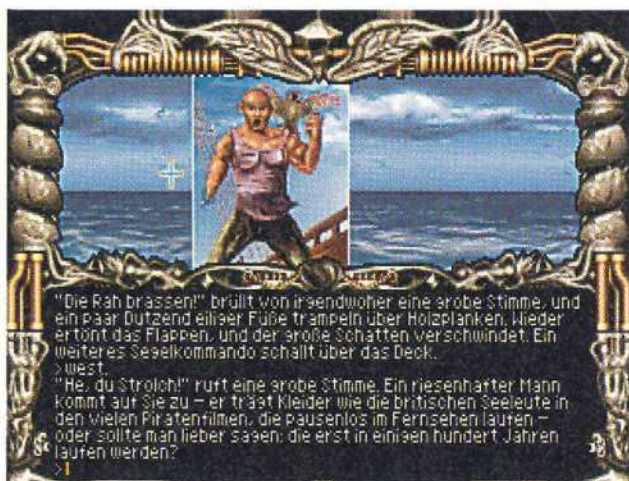 "Die Rah brassen!" brüllt von irgendwoher eine grobe Stimme, und
ein paar Dutzend eiliger Füße trampeln über Holzplanken. Wieder
ertönt das Flappen, und der große Schatten verschwindet. Ein
weiteres Segelkommando schallt über das Deck.
>west.
"He, du Strolch!" ruft eine grobe Stimme. Ein riesenhafter Mann
kommt auf Sie zu – er trägt Kleider wie die britischen Seeleute in
den vielen Piratenfilmen, die pausenlos im Fernsehen laufen –
oder sollte man lieber sagen: die erst in einigen hundert Jahren
laufen werden?
>